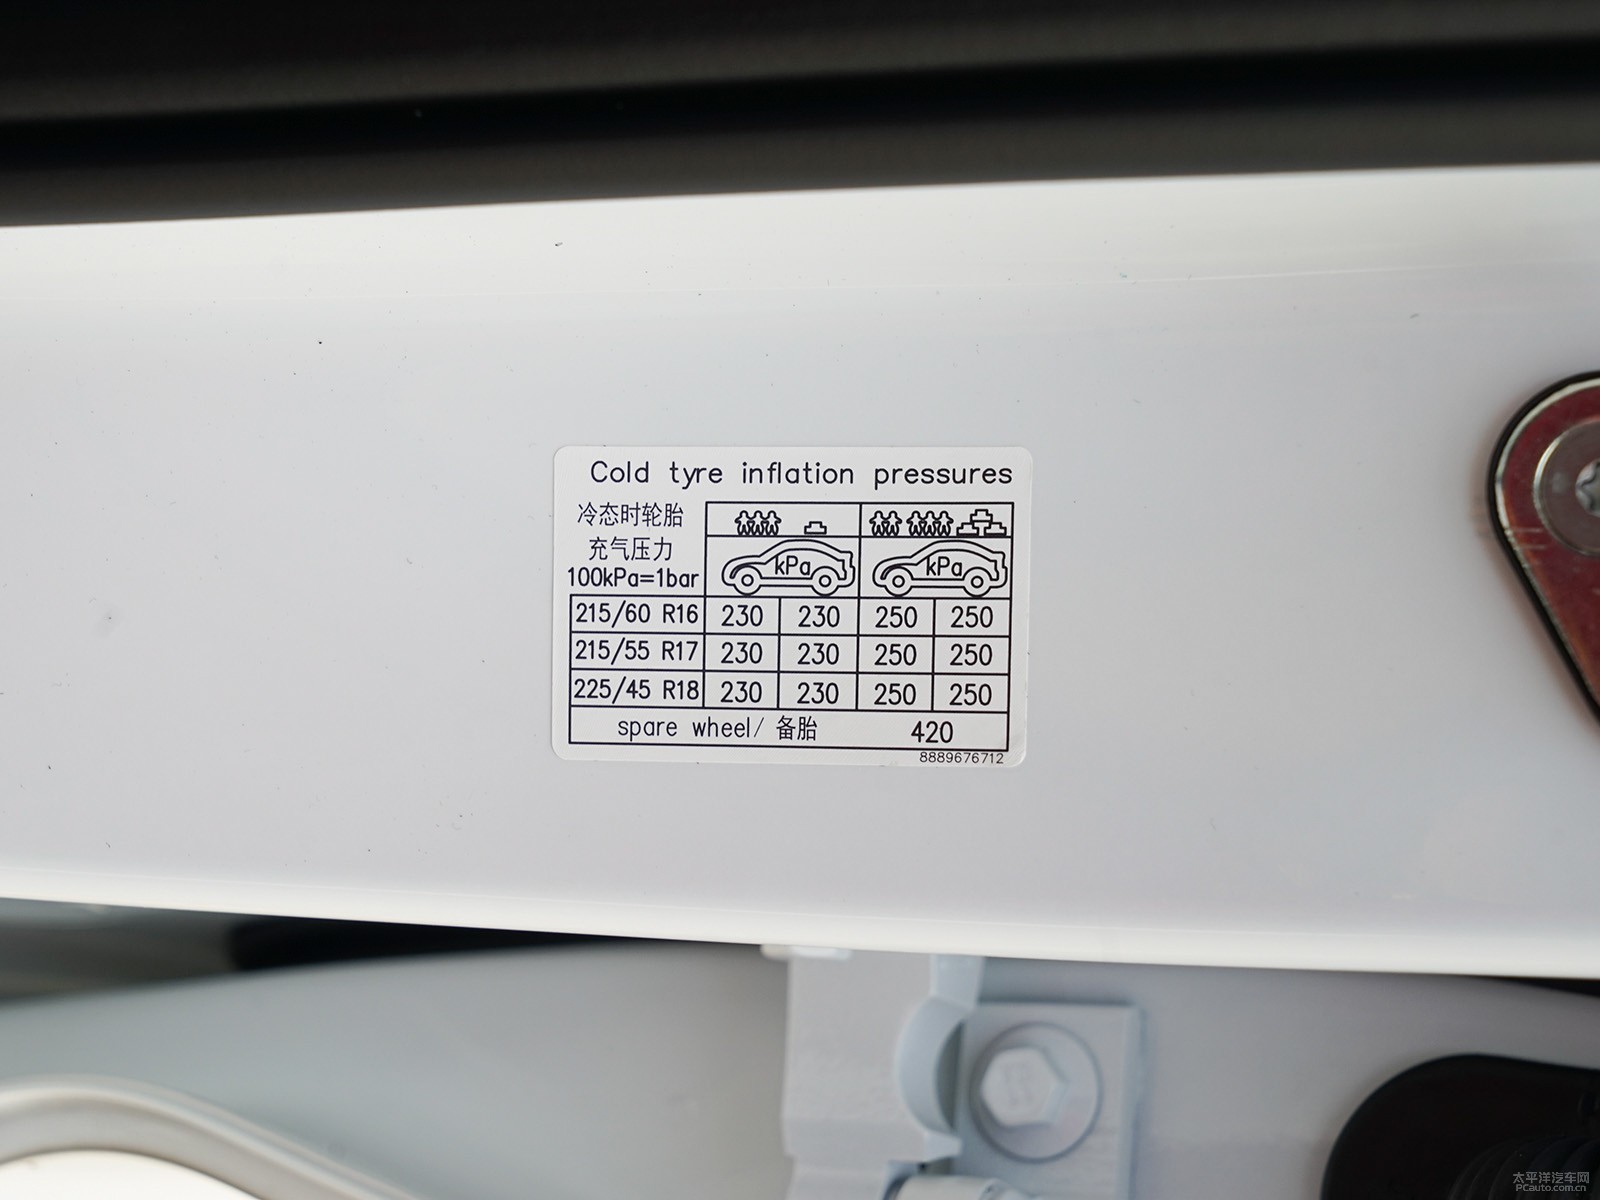 Cold tyre inflation pressures
冷态时轮胎
充气压力
100kPa=1bar
kPa kPa
215/60 R16 230 230 250 250
215/55 R17 230 230 250 250
225/45 R18 230 230 250 250
spare wheel/ 备胎 420
8889676712
太平洋汽车网
PCauto.com.cn